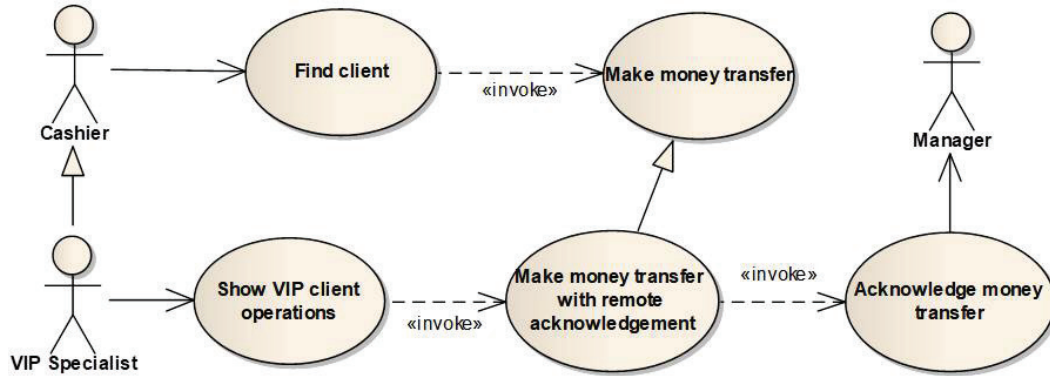 Find client
«invoke»
Make money transfer
Cashier
Manager
Show VIP client
operations
«invoke»
Make money transfer
with remote
acknowledgement
«invoke»
Acknowledge money
transfer
VIP Specialist